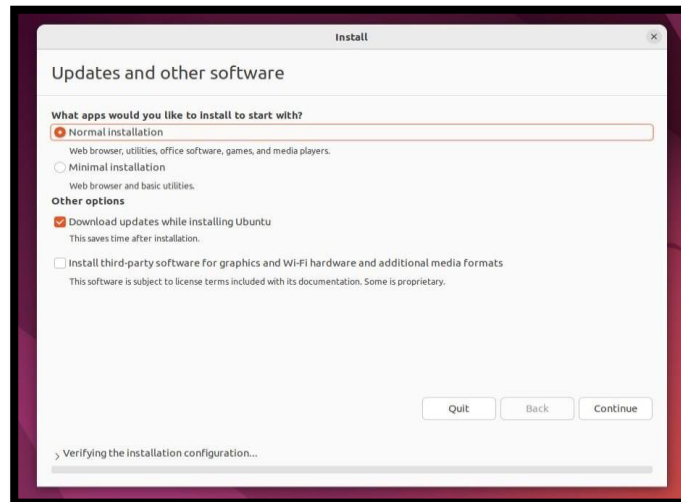 Install
Updates and other software
What apps would you like to install to start with?
Normal installation
Web browser, utilities, office software, games, and media players.
Minimal installation
Web browser and basic utilities.
Other options
Download updates while installing Ubuntu
This saves time after installation.
Install third-party software for graphics and Wi-Fi hardware and additional media formats
This software is subject to license terms included with its documentation. Some is proprietary.
Quit Back Continue
Verifying the installation configuration...